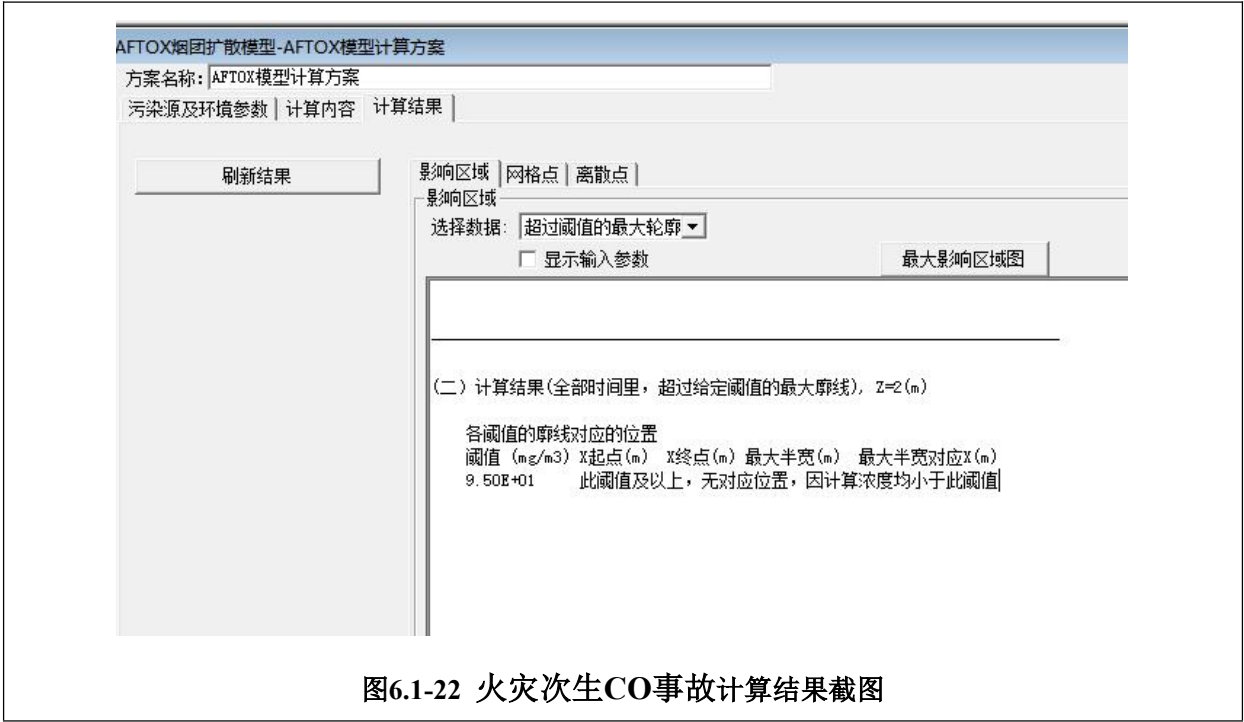 AFTOX烟团扩散模型-AFTOX模型计算方案
方案名称: AFTOX模型计算方案
污染源及环境参数 计算内容 计算结果
刷新结果
影响区域 网格点 离散点
影响区域
选择数据: 超过阈值的最大轮廓
显示输入参数 最大影响区域图
(二) 计算结果(全部时间里，超过给定阈值的最大廓线), Z=2(m)
各阈值的廓线对应的位置
阈值 (mg/m3) X起点(m) X终点(m) 最大半宽(m) 最大半宽对应X(m)
9.50E+01 此阈值及以上，无对应位置，因计算浓度均小于此阈值
图6.1-22 火灾次生CO事故计算结果截图